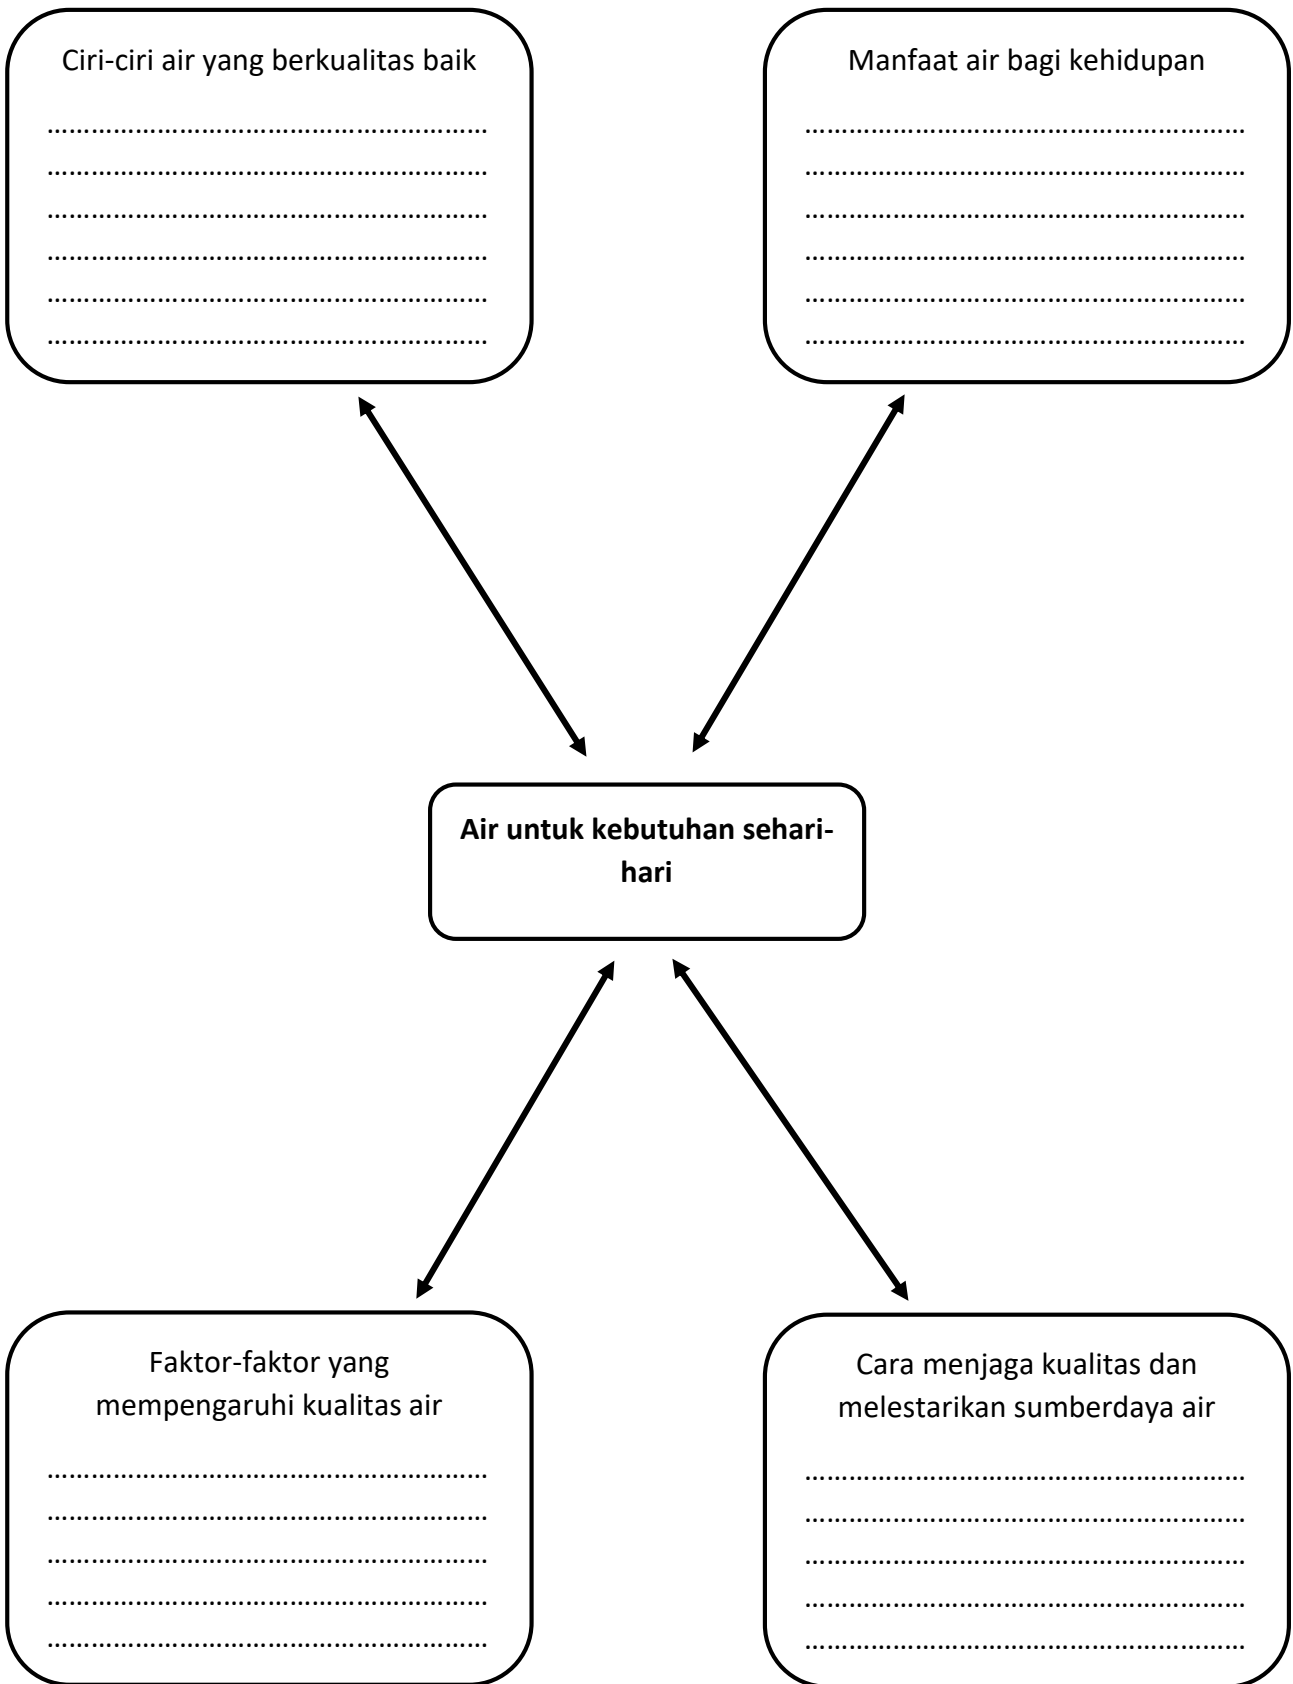 Ciri-ciri air yang berkualitas baik
…………………………………………………….
…………………………………………………….
…………………………………………………….
…………………………………………………….
…………………………………………………….
…………………………………………………….
Manfaat air bagi kehidupan
…………………………………………………….
…………………………………………………….
…………………………………………………….
…………………………………………………….
…………………………………………………….
…………………………………………………….
Air untuk kebutuhan sehari-
hari
Faktor-faktor yang
mempengaruhi kualitas air
…………………………………………………….
…………………………………………………….
…………………………………………………….
…………………………………………………….
…………………………………………………….
Cara menjaga kualitas dan
melestarikan sumberdaya air
…………………………………………………….
…………………………………………………….
…………………………………………………….
…………………………………………………….
…………………………………………………….